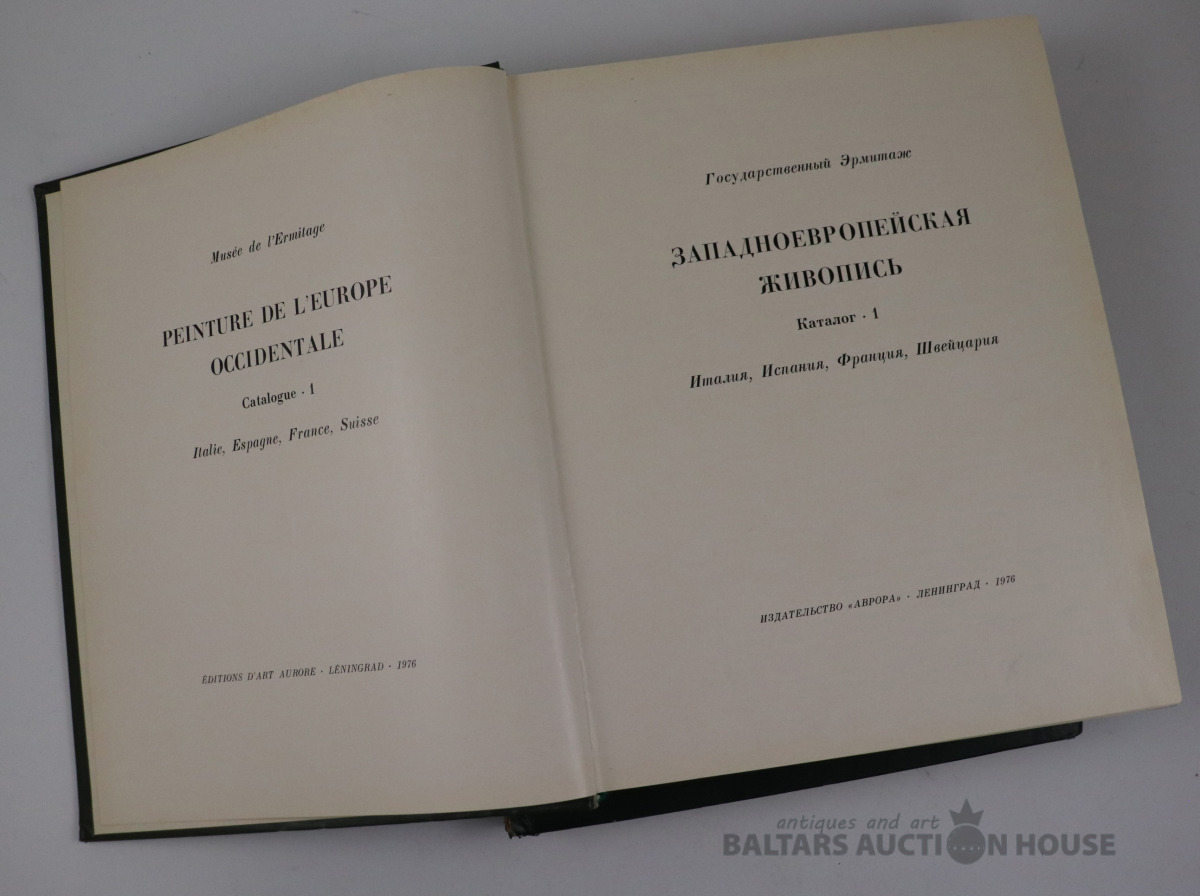 Musée de l'Ermitage
PEINTURE DE L'EUROPE
OCCIDENTALE
Catalogue · 1
Italie, Espagne, France, Suisse
ÉDITIONS D'ART AURORE · LÉNINGRAD · 1976
Государственный Эрмитаж
ЗАПАДНОЕВРОПЕЙСКАЯ
ЖИВОПИСЬ
Каталог · 1
Италия, Испания, Франция, Швейцария
ИЗДАТЕЛЬСТВО «АВРОРА» · ЛЕНИНГРАД · 1976
antiques and art
BALTARS AUCTION HOUSE